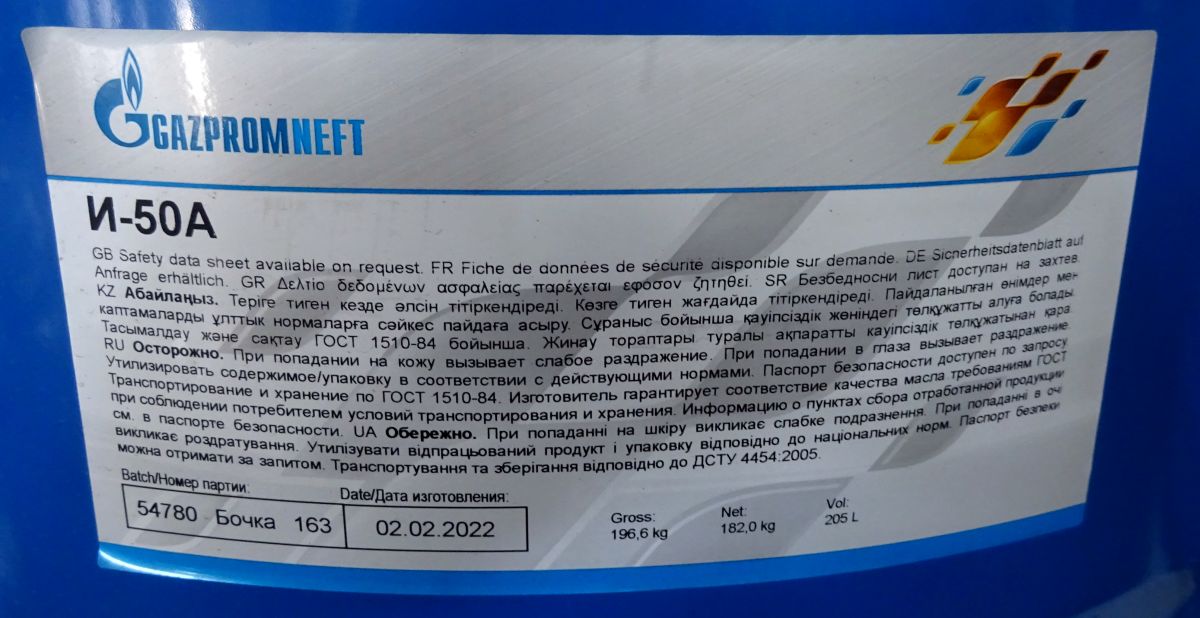 GAZPROMNEFT
И-50А
GB Safety data sheet available on request. FR Fiche de données de sécurité disponible sur demande. DE Sicherheitsdatenblatt auf
Anfrage erhältlich. GR Δελτίο δεδομένων ασφαλείας παρέχεται εφόσον ζητηθεί. SR Безбедносни лист доступан на захтев.
KZ Абайлаңыз. Теріге тиген кезде әлсін тітіркендіреді. Көзге тиген жағдайда тітіркендіреді. Пайдаланылған өнімдер мен
каптамаларды ұлттық нормаларға сәйкес пайдаға асыру. Сұраныс бойынша қауіпсіздік жөніндегі төлқұжатты алуға болады.
Тасымалдау және сақтау ГОСТ 1510-84 бойынша. Жинау тораптары туралы ақпаратты кауіпсіздік төлқұжатынан қара.
RU Осторожно. При попадании на кожу вызывает слабое раздражение. При попадании в глаза вызывает раздражение.
Утилизировать содержимое/упаковку в соответствии с действующими нормами. Паспорт безопасности доступен по запросу.
Транспортирование и хранение по ГОСТ 1510-84. Изготовитель гарантирует соответствие качества масла требованиям ГОСТ
при соблюдении потребителем условий транспортирования и хранения. Информацию о пунктах сбора отработанной продукции
см. в паспорте безопасности. UA Обережно. При попаданні на шкіру викликає слабке подразнення. При попаданні в очі
викликає роздратування. Утилізувати відпрацьований продукт і упаковку відповідно до національних норм. Паспорт безпеки
можна отримати за запитом. Транспортування та зберігання відповідно до ДСТУ 4454:2005.
Batch/Номер партии: Date/Дата изготовления:
54780 Бочка 163 02.02.2022
Gross: Net: Vol:
196,6 kg 182,0 kg 205 L